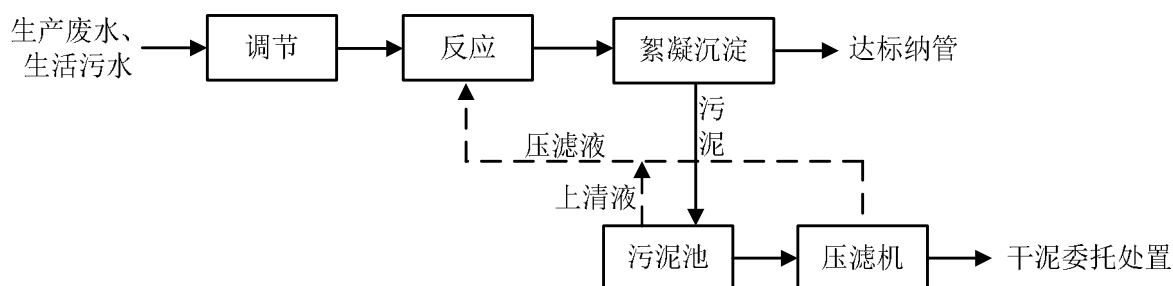 生产废水、
生活污水
调节
反应
絮凝沉淀
达标纳管
污
泥
压滤液
上清液
污泥池
压滤机
干泥委托处置